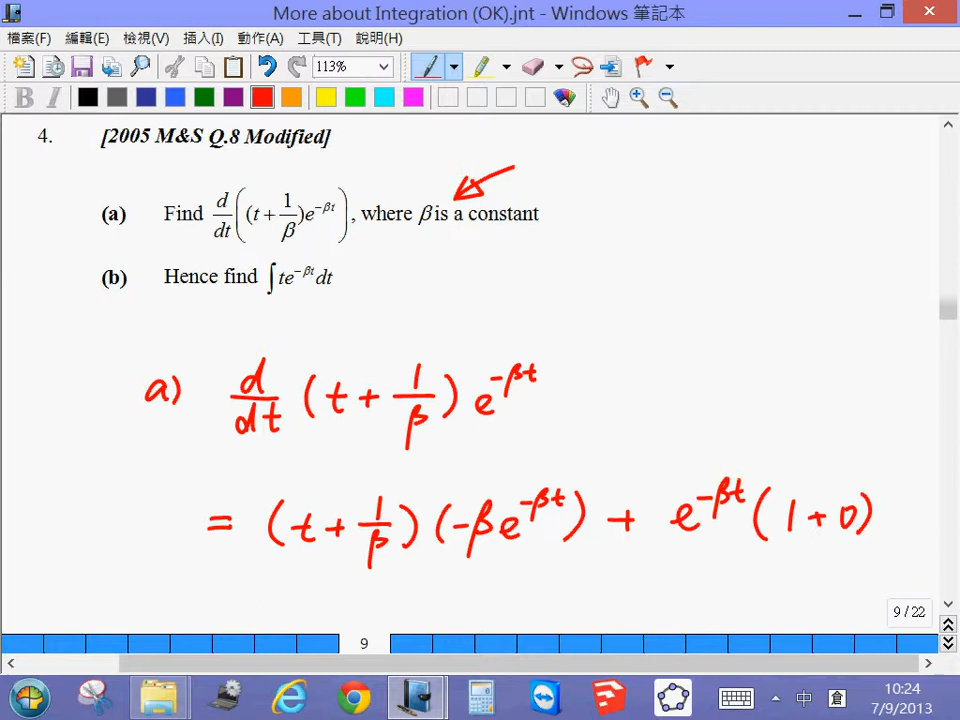 More about Integration (OK).jnt - Windows 筆記本
檔案(F) 編輯(E) 檢視(V) 插入(I) 動作(A) 工具(T) 說明(H)
113%
B I
4. [2005 M&S Q.8 Modified]
(a) Find d/dt((t + 1/β)e^{-βt}), where β is a constant
(b) Hence find ∫te^{-βt}dt
a) d/dt (t + 1/β) e^{-βt}
= (t + 1/β)(-βe^{-βt}) + e^{-βt}(1+0)
9 / 22
9
中 倉 10:24
7/9/2013